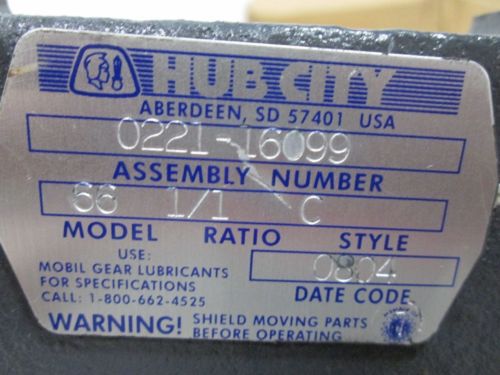 HUB CITY
ABERDEEN, SD 57401 USA
0221-16099
ASSEMBLY NUMBER
66 1/1 C
MODEL RATIO STYLE
USE:
MOBIL GEAR LUBRICANTS
FOR SPECIFICATIONS
CALL: 1-800-662-4525
0804
DATE CODE
WARNING! SHIELD MOVING PARTS
BEFORE OPERATING